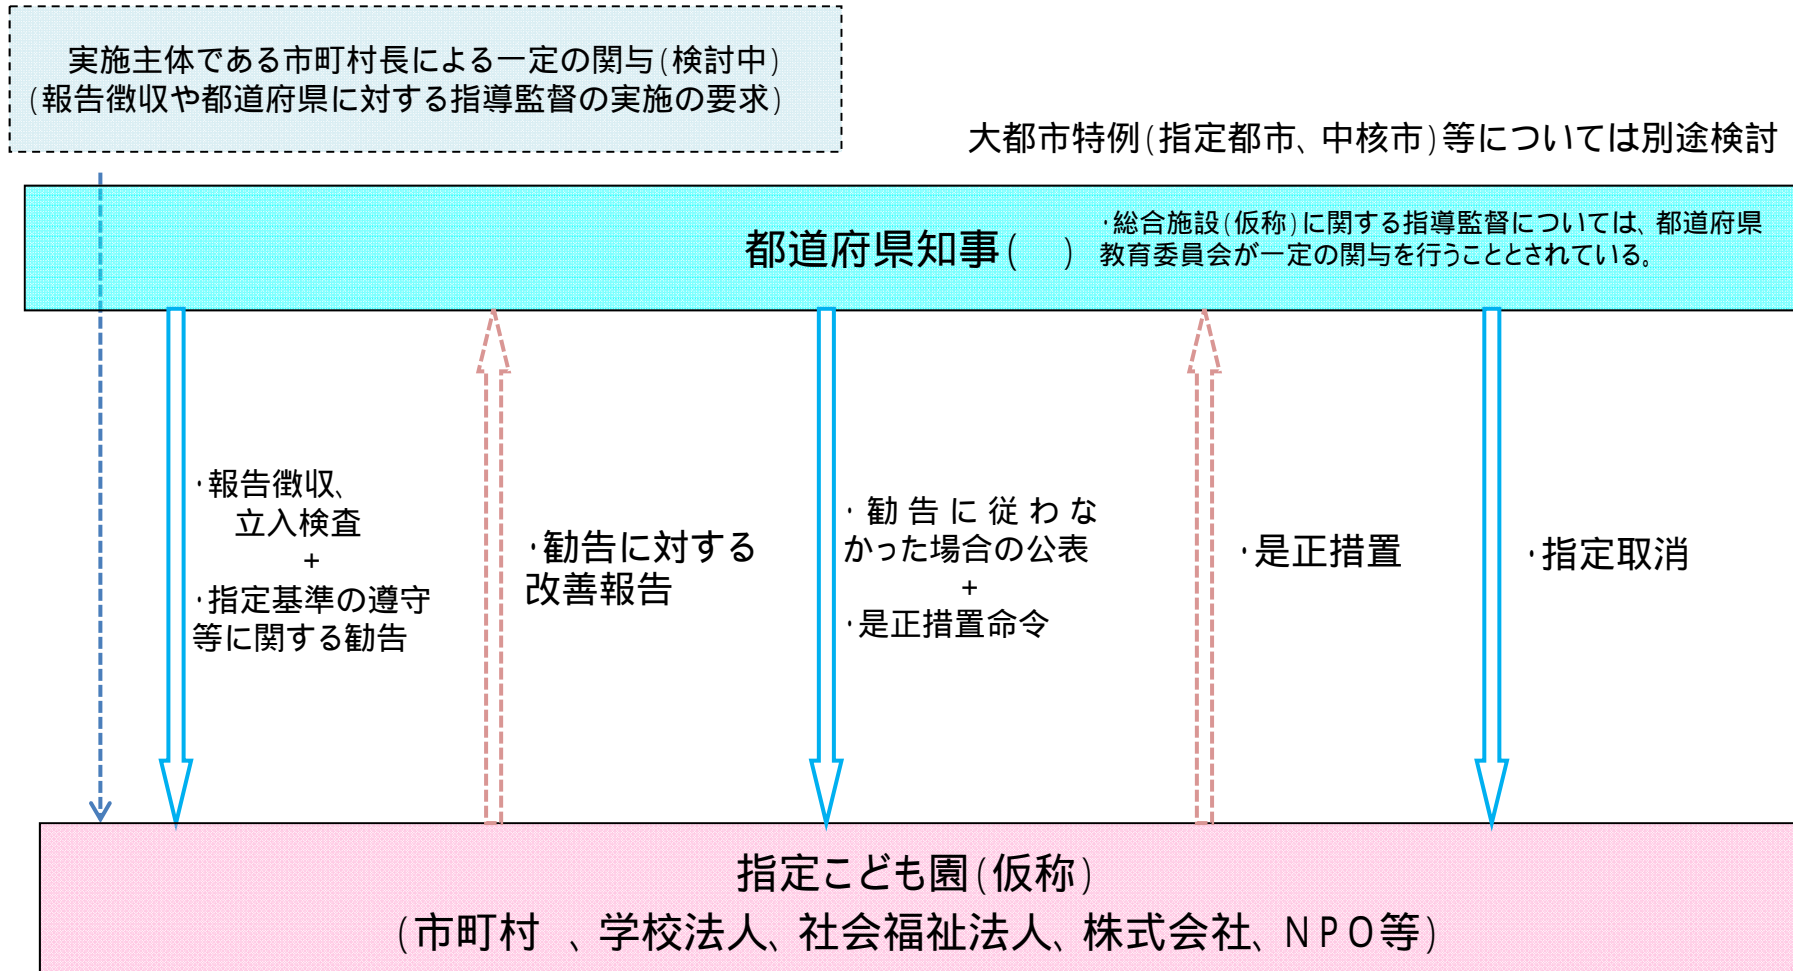 実施主体である市町村長による一定の関与(検討中)
(報告徴収や都道府県に対する指導監督の実施の要求)
大都市特例(指定都市、中核市)等については別途検討
都道府県知事(　)
･総合施設(仮称)に関する指導監督については、都道府県
教育委員会が一定の関与を行うこととされている。
･報告徴収、
立入検査
+
･指定基準の遵守
等に関する勧告
･勧告に対する
改善報告
･勧告に従わな
かった場合の公表
+
･是正措置命令
･是正措置
･指定取消
指定こども園(仮称)
(市町村　、学校法人、社会福祉法人、株式会社、NPO等)